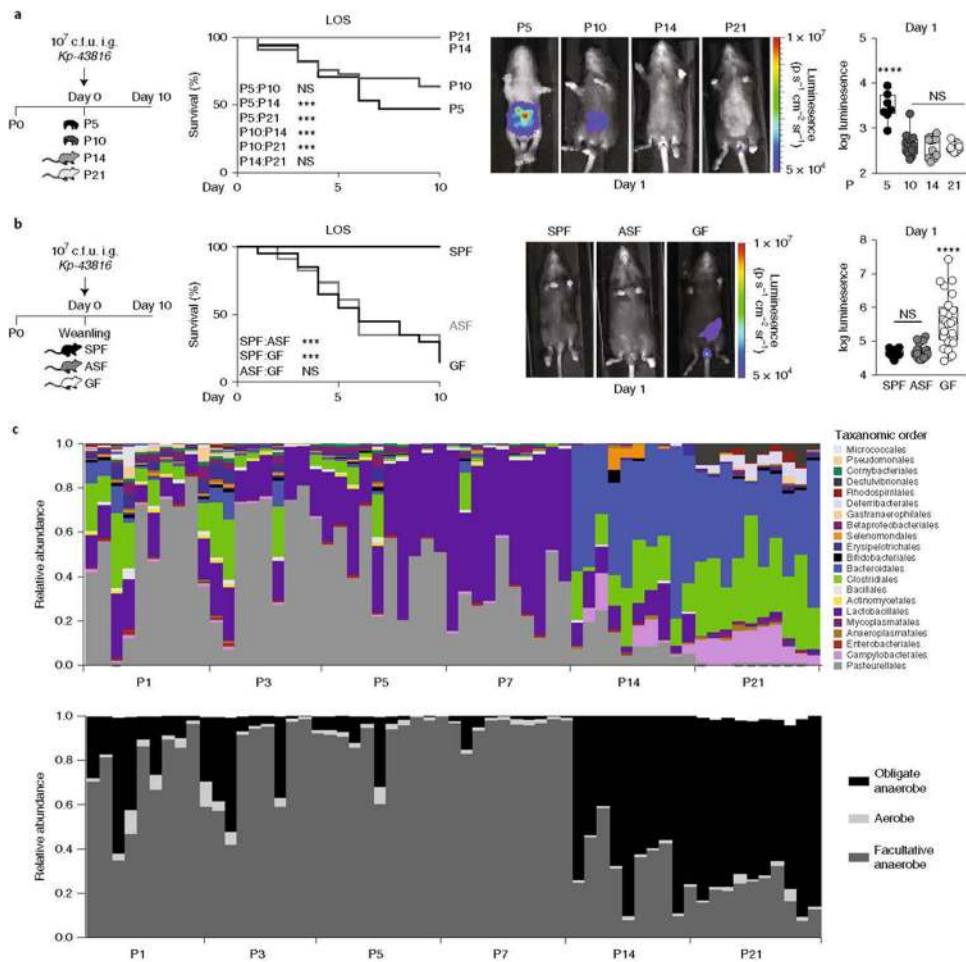 a
10⁷ c.f.u. i.g.
Kp-43816
Day 0
Day 10
P0
P5
P10
P14
P21
LOS
Survival (%)
100
50
0
P21
P14
P10
P5
P5:P10 NS
P5:P14 ***
P5:P21 ***
P10:P14 ***
P10:P21 ***
P14:P21 NS
Day 0 5 10
P5 P10 P14 P21
Day 1
1 × 10⁷
Luminesence
(p s⁻¹ cm⁻² sr⁻¹)
5 × 10⁴
Day 1
log luminesence
5
4
3
2
****
NS
P 5 10 14 21
b
10⁷ c.f.u. i.g.
Kp-43816
Day 0
Day 10
P0
Weanling
SPF
ASF
GF
LOS
Survival (%)
100
50
0
SPF
ASF
GF
SPF:ASF ***
SPF:GF ***
ASF:GF NS
Day 0 5 10
SPF ASF GF
Day 1
1 × 10⁷
Luminesence
(p s⁻¹ cm⁻² sr⁻¹)
5 × 10⁴
Day 1
log luminesence
8
7
6
5
4
****
NS
SPF ASF GF
c
Relative abundance
1.0
0.8
0.6
0.4
0.2
0.0
P1 P3 P5 P7 P14 P21
Taxanomic order
Micrococcales
Pseudomonales
Cornybacteriales
Destulvibrionales
Rhodospirilales
Deferribacterales
Gastranaerophilales
Betaproteobacteriales
Selenomondales
Erysipelotrichales
Bifidobacteriales
Bacteroidales
Clostridiales
Bacillales
Actinomycetales
Lactobacillales
Mycoplasmatales
Anaeroplasmatales
Enterobacteriales
Campylobacterales
Pasteurellales
Relative abundance
1.0
0.8
0.6
0.4
0.2
0.0
P1 P3 P5 P7 P14 P21
Obligate
anaerobe
Aerobe
Facultative
anaerobe